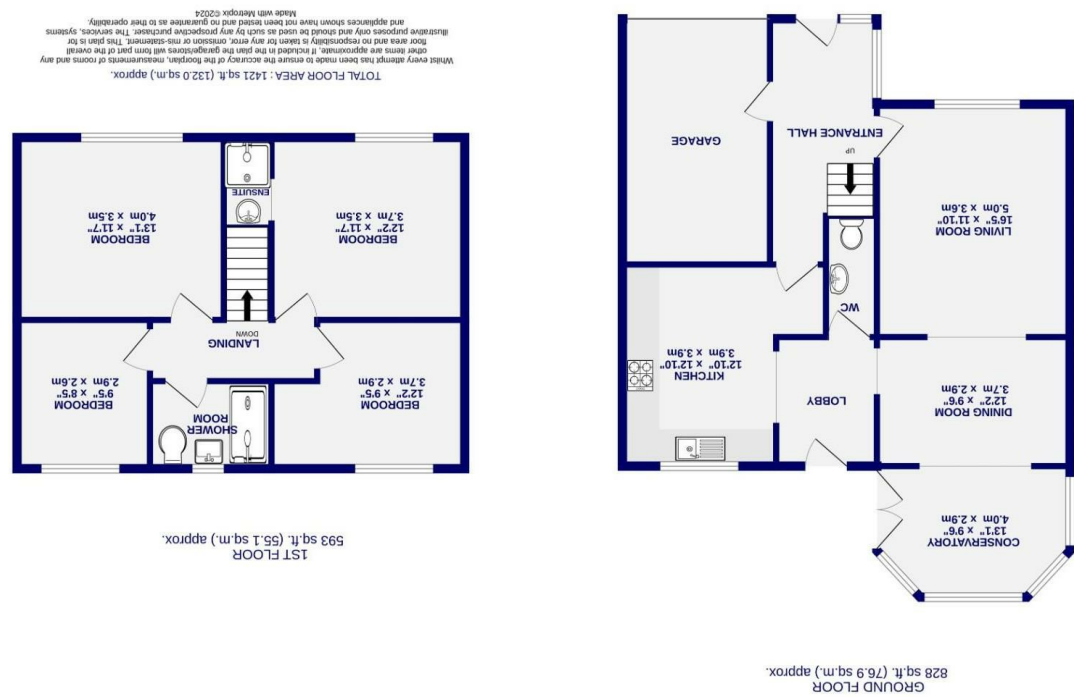 GROUND FLOOR
828 sq.ft. (76.9 sq.m.) approx.
CONSERVATORY
13'1" x 9'6"
4.0m x 2.9m
DINING ROOM
12'2" x 9'6"
3.7m x 2.9m
LOBBY
KITCHEN
12'10" x 12'10"
3.9m x 3.9m
WC
LIVING ROOM
16'5" x 11'10"
5.0m x 3.6m
UP
ENTRANCE HALL
GARAGE
1ST FLOOR
593 sq.ft. (55.1 sq.m.) approx.
BEDROOM
12'2" x 9'5"
3.7m x 2.9m
SHOWER
ROOM
BEDROOM
9'5" x 8'5"
2.9m x 2.6m
LANDING
DOWN
BEDROOM
12'2" x 11'7"
3.7m x 3.5m
ENSUITE
BEDROOM
13'1" x 11'7"
4.0m x 3.5m
TOTAL FLOOR AREA : 1421 sq.ft. (132.0 sq.m.) approx.
Whilst every attempt has been made to ensure the accuracy of the floorplan, measurements of rooms and any
other items are approximate. If included in the plan the garage/stores will form part of the overall
floor area and no responsibility is taken for any error, omission or mis-statement. This plan is for
illustrative purposes only and should be used as such by any prospective purchaser. The services, systems
and appliances shown have not been tested and no guarantee as to their operability.
Made with Metropix ©2024